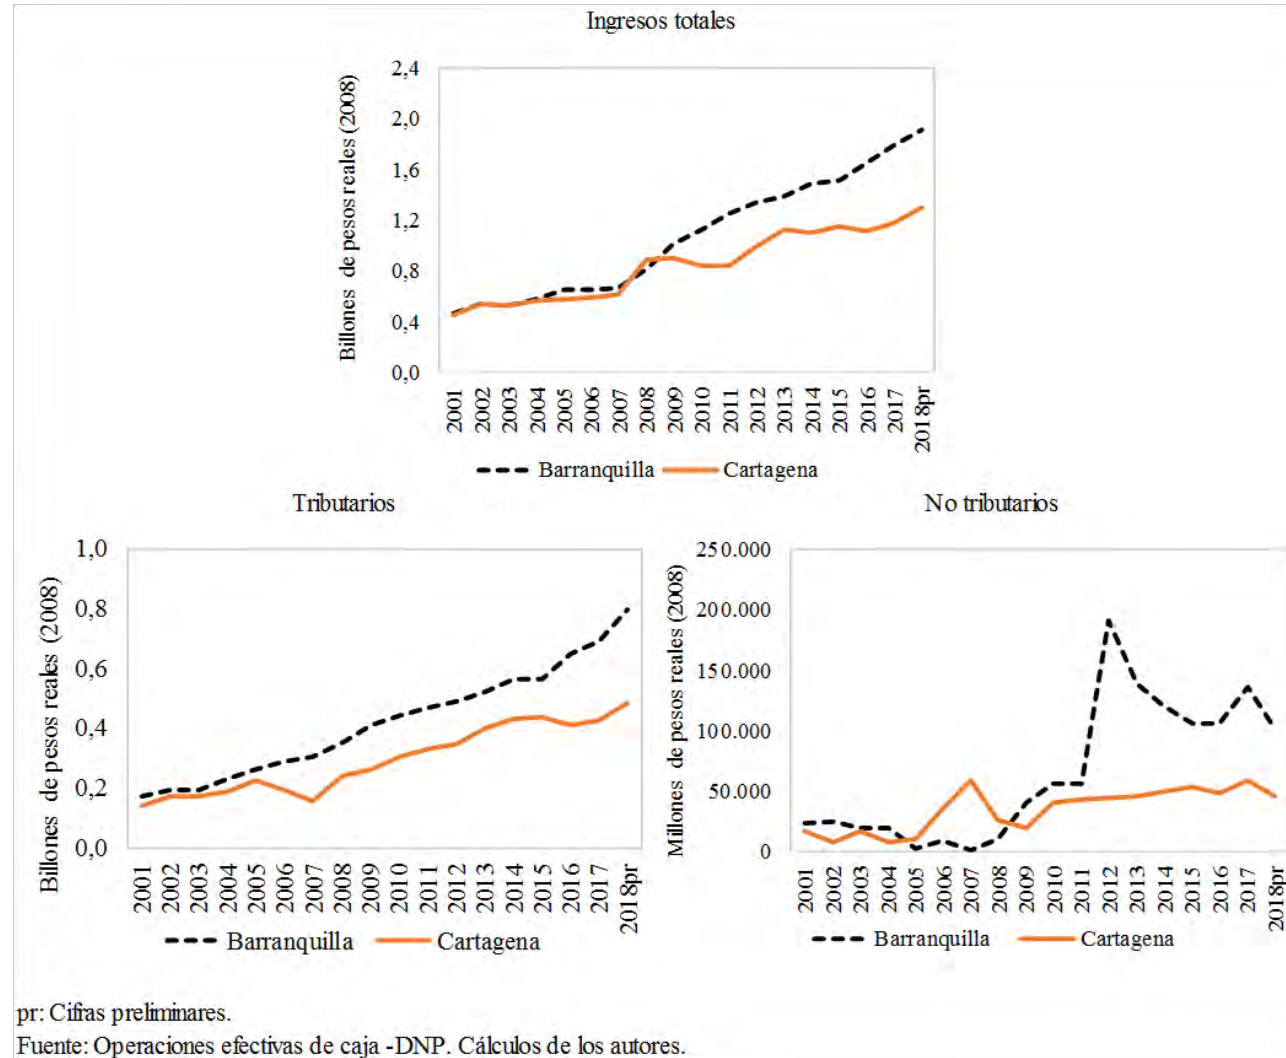 Ingresos totales
Billones de pesos reales (2008)
2,4
2,0
1,6
1,2
0,8
0,4
0,0
2001 2002 2003 2004 2005 2006 2007 2008 2009 2010 2011 2012 2013 2014 2015 2016 2017 2018pr
Barranquilla Cartagena
Tributarios
Billones de pesos reales (2008)
1,0
0,8
0,6
0,4
0,2
0,0
2001 2002 2003 2004 2005 2006 2007 2008 2009 2010 2011 2012 2013 2014 2015 2016 2017 2018pr
Barranquilla Cartagena
No tributarios
Millones de pesos reales (2008)
250.000
200.000
150.000
100.000
50.000
0
2001 2002 2003 2004 2005 2006 2007 2008 2009 2010 2011 2012 2013 2014 2015 2016 2017 2018pr
Barranquilla Cartagena
pr: Cifras preliminares.
Fuente: Operaciones efectivas de caja -DNP. Cálculos de los autores.